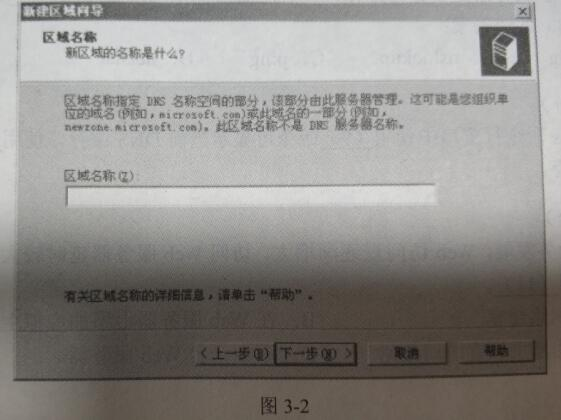 新建区域向导
区域名称
新区域的名称是什么?
区域名称指定 DNS 名称空间的部分，该部分由此服务器管理。这可能是您组织单
位的域名(例如，microsoft.com)或此域名的一部分(例如，
newzone.microsoft.com)。此区域名称不是 DNS 服务器名称。
区域名称(Z):
有关区域名称的详细信息，请单击“帮助”。
<上一步(B) 下一步(N)> 取消 帮助
图 3-2